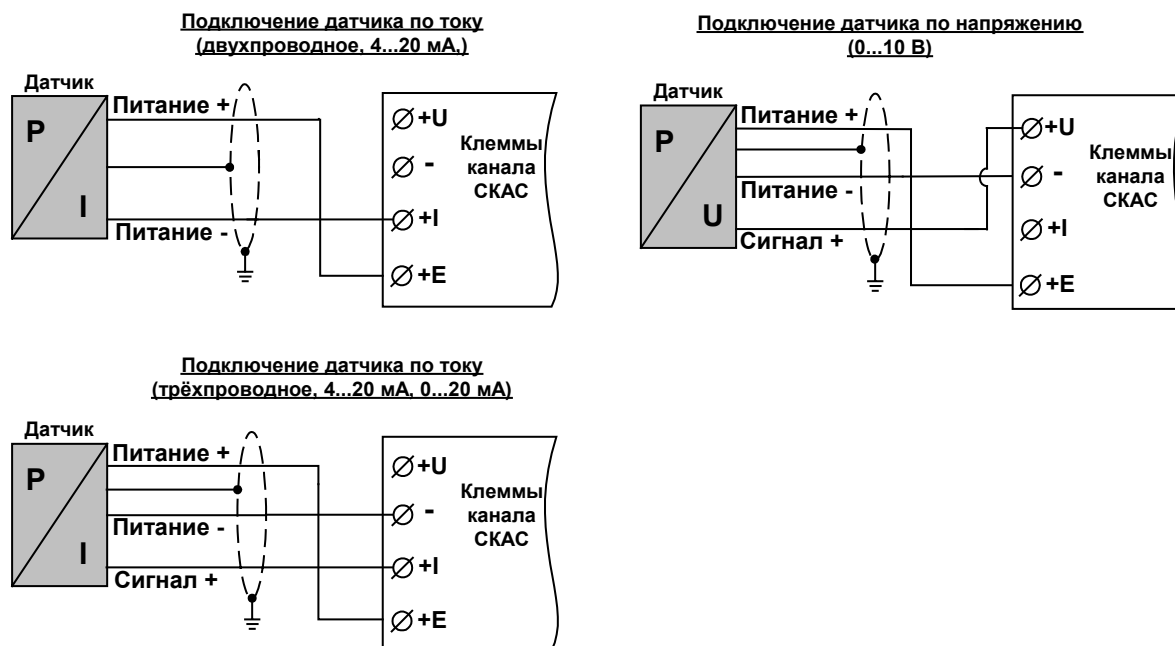 Подключение датчика по току
(двухпроводное, 4...20 мА,)
Датчик
P
I
Питание +
Питание -
+U
-
+I
+E
Клеммы
канала
СКАС
Подключение датчика по напряжению
(0...10 В)
Датчик
P
U
Питание +
Питание -
Сигнал +
+U
-
+I
+E
Клеммы
канала
СКАС
Подключение датчика по току
(трёхпроводное, 4...20 мА, 0...20 мА)
Датчик
P
I
Питание +
Питание -
Сигнал +
+U
-
+I
+E
Клеммы
канала
СКАС